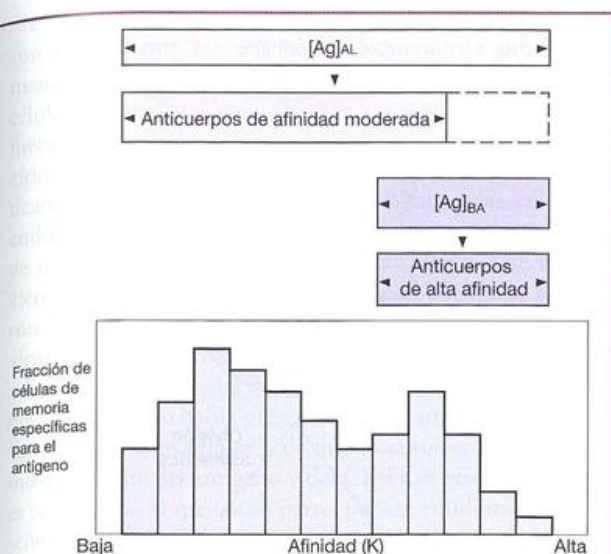 [Ag]AL
Anticuerpos de afinidad moderada
[Ag]BA
Anticuerpos
de alta afinidad
Fracción de
células de
memoria
específicas
para el
antígeno
Baja
Afinidad (K)
Alta